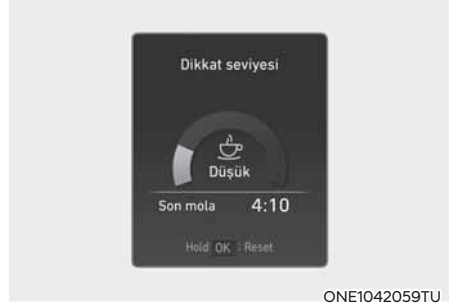 Dikkat seviyesi
Düşük
Son mola 4:10
Hold OK : Reset
ONE1042059TU